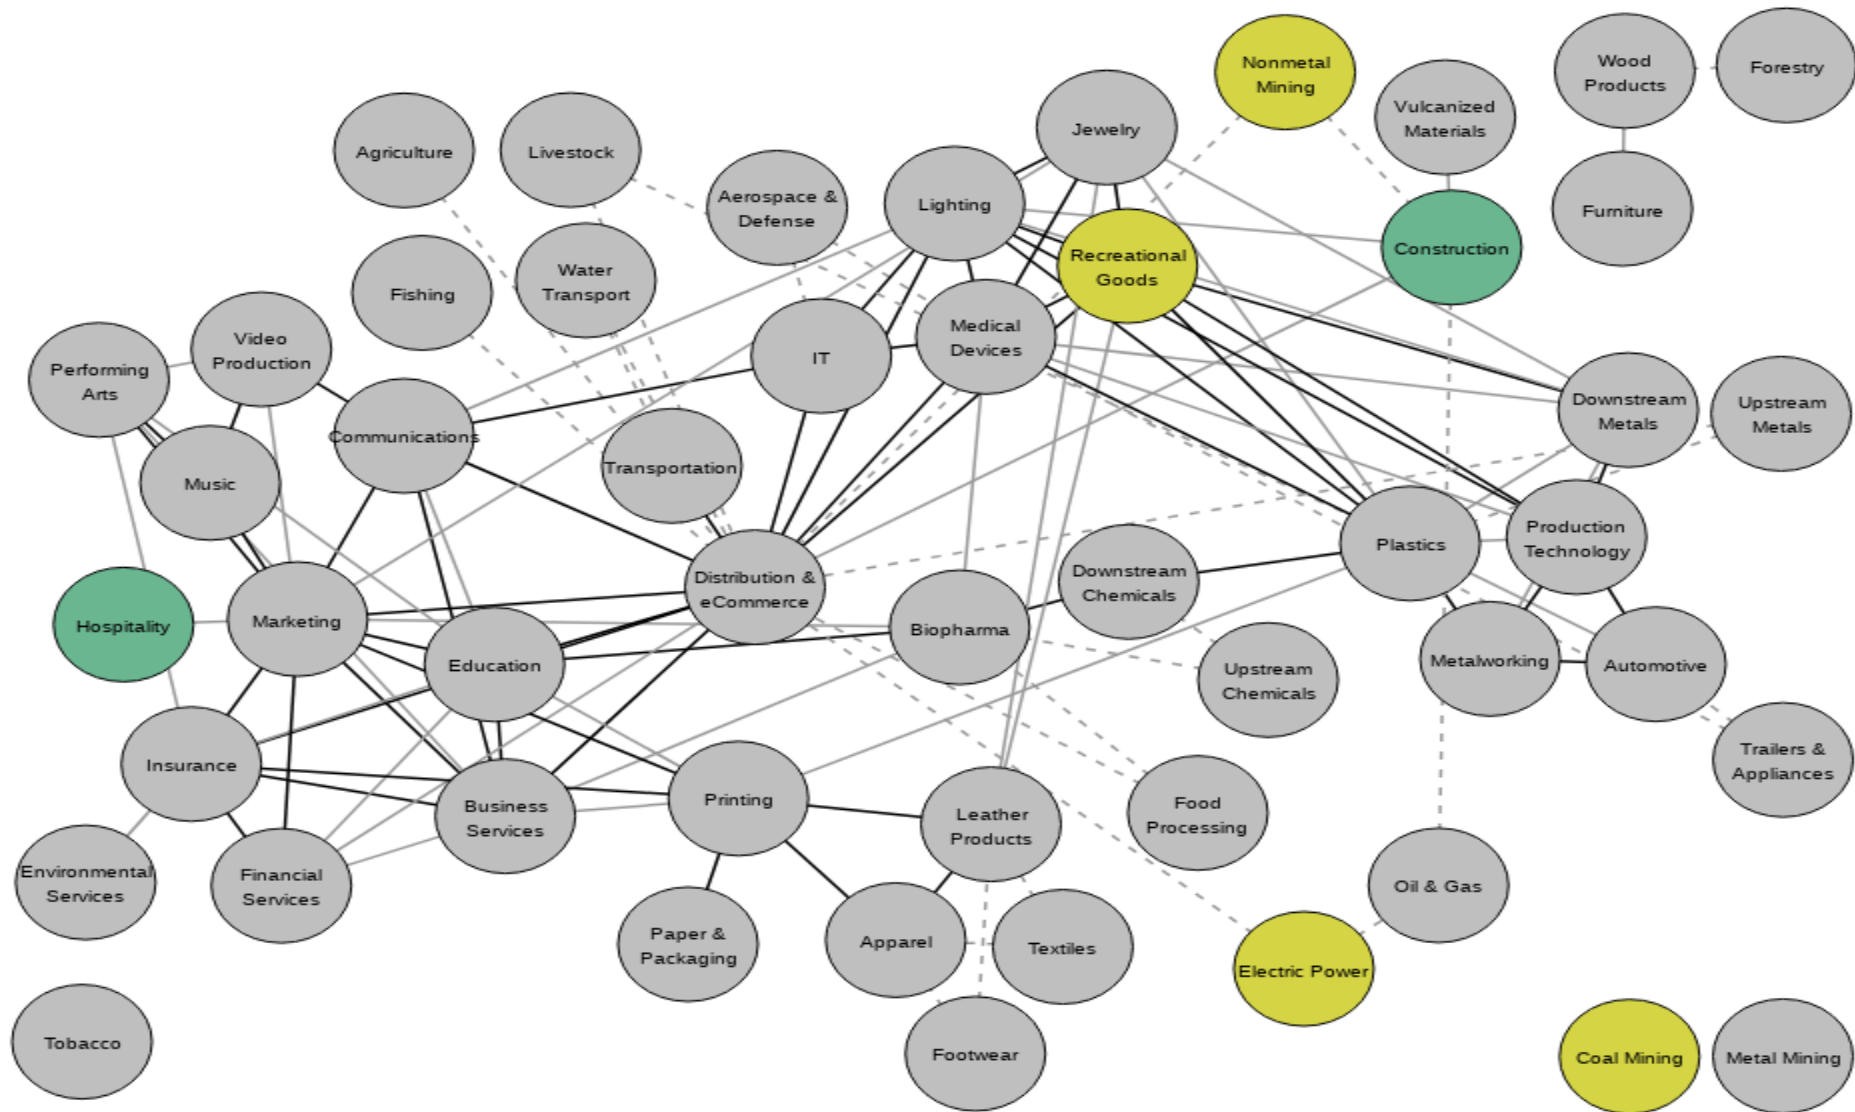 Nonmetal
Mining
Wood
Products
Forestry
Jewelry
Vulcanized
Materials
Agriculture
Livestock
Aerospace &
Defense
Lighting
Furniture
Construction
Recreational
Goods
Water
Transport
Fishing
Video
Production
Medical
Devices
IT
Performing
Arts
Downstream
Metals
Upstream
Metals
Communications
Transportation
Music
Production
Technology
Plastics
Distribution &
eCommerce
Downstream
Chemicals
Hospitality
Marketing
Biopharma
Education
Metalworking
Automotive
Upstream
Chemicals
Insurance
Trailers &
Appliances
Business
Services
Printing
Leather
Products
Food
Processing
Environmental
Services
Financial
Services
Oil & Gas
Paper &
Packaging
Apparel
Textiles
Electric Power
Tobacco
Footwear
Coal Mining
Metal Mining